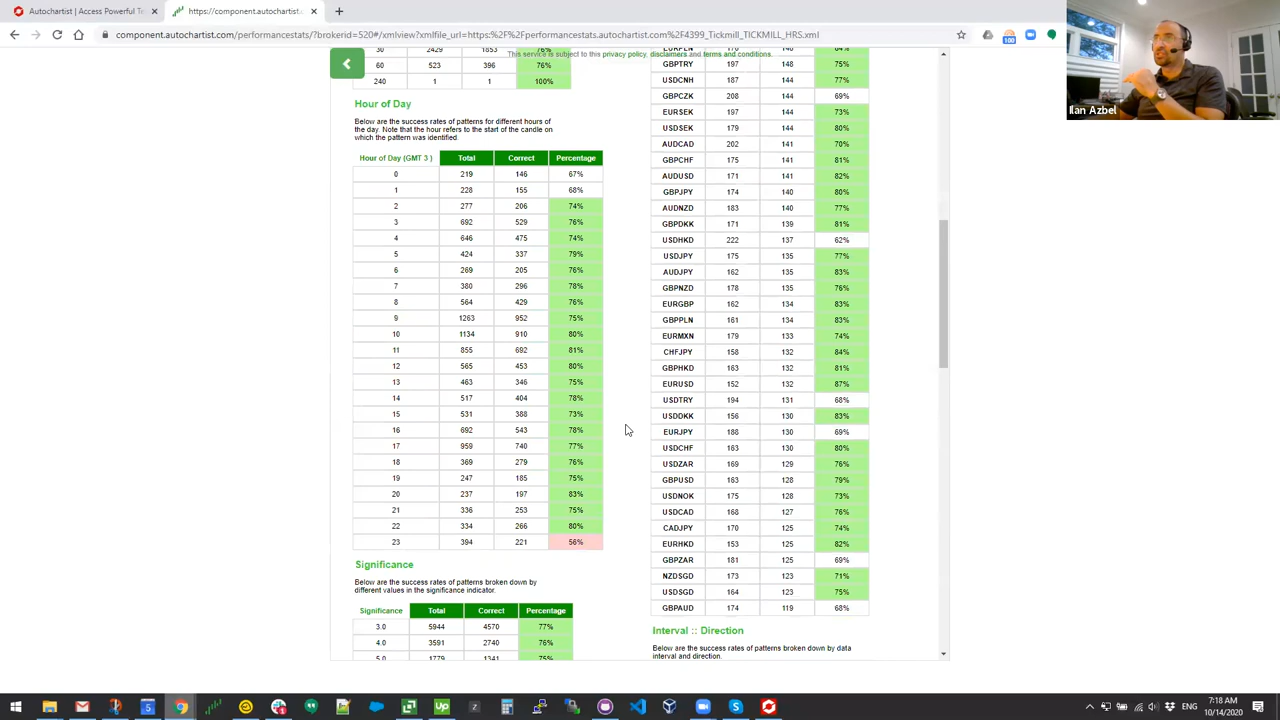 Autochartist | Access Powerful Te
https://component.autochartist.co
component.autochartist.com/performancestats/?brokerid=520#/xmlview?xmlfile_url=https:%2F%2Fperformancestats.autochartist.com%2F4399_Tickmill_TICKMILL_HRS.xml
100
Ilan Azbel
This service is subject to this privacy policy, disclaimers and terms and conditions.
30 2429 1853 76%
60 523 396 76%
240 1 1 100%
Hour of Day
Below are the success rates of patterns for different hours of
the day. Note that the hour refers to the start of the candle on
which the pattern was identified.
Hour of Day (GMT 3 ) Total Correct Percentage
0 219 146 67%
1 228 155 68%
2 277 206 74%
3 692 529 76%
4 646 475 74%
5 424 337 79%
6 269 205 76%
7 380 296 78%
8 564 429 76%
9 1263 952 75%
10 1134 910 80%
11 855 692 81%
12 565 453 80%
13 463 346 75%
14 517 404 78%
15 531 388 73%
16 692 543 78%
17 959 740 77%
18 369 279 76%
19 247 185 75%
20 237 197 83%
21 336 253 75%
22 334 266 80%
23 394 221 56%
Significance
Below are the success rates of patterns broken down by
different values in the significance indicator.
Significance Total Correct Percentage
3.0 5944 4570 77%
4.0 3591 2740 76%
5.0 1779 1341 75%
GBPTRY 197 148 75%
USDCNH 187 144 77%
GBPCZK 208 144 69%
EURSEK 197 144 73%
USDSEK 179 144 80%
AUDCAD 202 141 70%
GBPCHF 175 141 81%
AUDUSD 171 141 82%
GBPJPY 174 140 80%
AUDNZD 183 140 77%
GBPDKK 171 139 81%
USDHKD 222 137 62%
USDJPY 175 135 77%
AUDJPY 162 135 83%
GBPNZD 178 135 76%
EURGBP 162 134 83%
GBPPLN 161 134 83%
EURMXN 179 133 74%
CHFJPY 158 132 84%
GBPHKD 163 132 81%
EURUSD 152 132 87%
USDTRY 194 131 68%
USDDKK 156 130 83%
EURJPY 188 130 69%
USDCHF 163 130 80%
USDZAR 169 129 76%
GBPUSD 163 128 79%
USDNOK 175 128 73%
USDCAD 168 127 76%
CADJPY 170 125 74%
EURHKD 153 125 82%
GBPZAR 181 125 69%
NZDSGD 173 123 71%
USDSGD 164 123 75%
GBPAUD 174 119 68%
Interval :: Direction
Below are the success rates of patterns broken down by data
interval and direction.
ENG
7:18 AM
10/14/2020